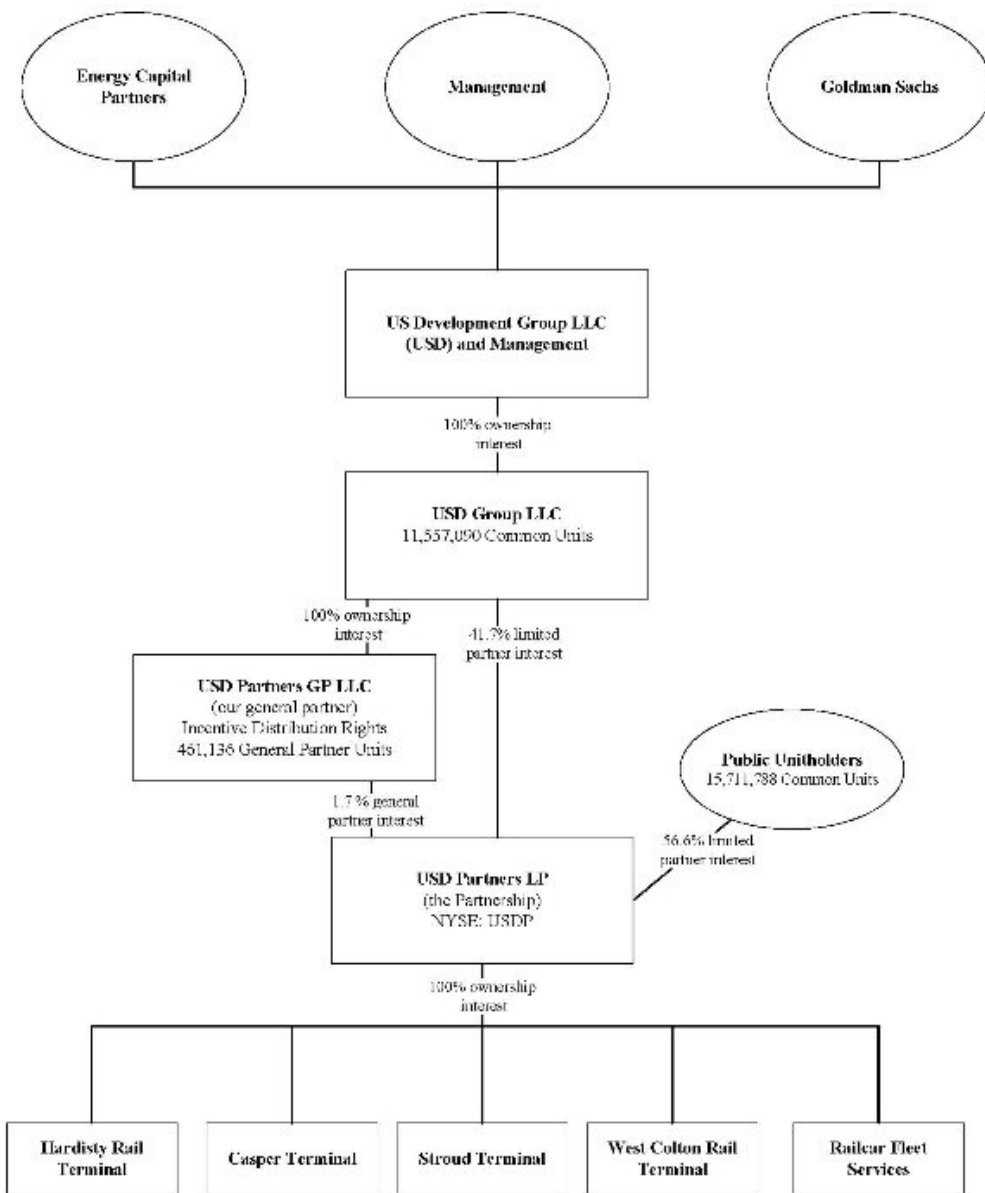 Energy Capital
Partners
Management
Goldman Sachs
US Development Group LLC
(USD) and Management
100% ownership
interest
USD Group LLC
11,557,090 Common Units
100% ownership
interest
41.7% limited
partner interest
USD Partners GP LLC
(our general partner)
Incentive Distribution Rights
461,136 General Partner Units
Public Unitholders
15,711,788 Common Units
1.7% general
partner interest
56.6% limited
partner interest
USD Partners LP
(the Partnership)
NYSE: USDP
100% ownership
interest
Hardisty Rail
Terminal
Casper Terminal
Stroud Terminal
West Colton Rail
Terminal
Railcar Fleet
Services